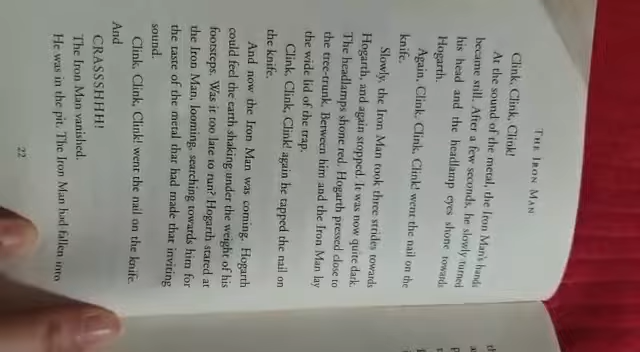 THE IRON MAN
Clink, Clink, Clink!
At the sound of the metal, the Iron Man's hands
became still. After a few seconds, he slowly turned
his head and the headlamp eyes shone towards
Hogarth.
Again, Clink, Clink, Clink! went the nail on the
knife.
Slowly, the Iron Man took three strides towards
Hogarth, and again stopped. It was now quite dark.
The headlamps shone red. Hogarth pressed close to
the tree-trunk. Between him and the Iron Man lay
the wide lid of the trap.
Clink, Clink, Clink! again he tapped the nail on
the knife.
And now the Iron Man was coming. Hogarth
could feel the earth shaking under the weight of his
footsteps. Was it too late to run? Hogarth stared at
the Iron Man, looming, searching towards him for
the taste of the metal that had made that inviting
sound.
Clink, Clink, Clink! went the nail on the knife.
And
CRASSSHHH!
The Iron Man vanished.
He was in the pit. The Iron Man had fallen into
22